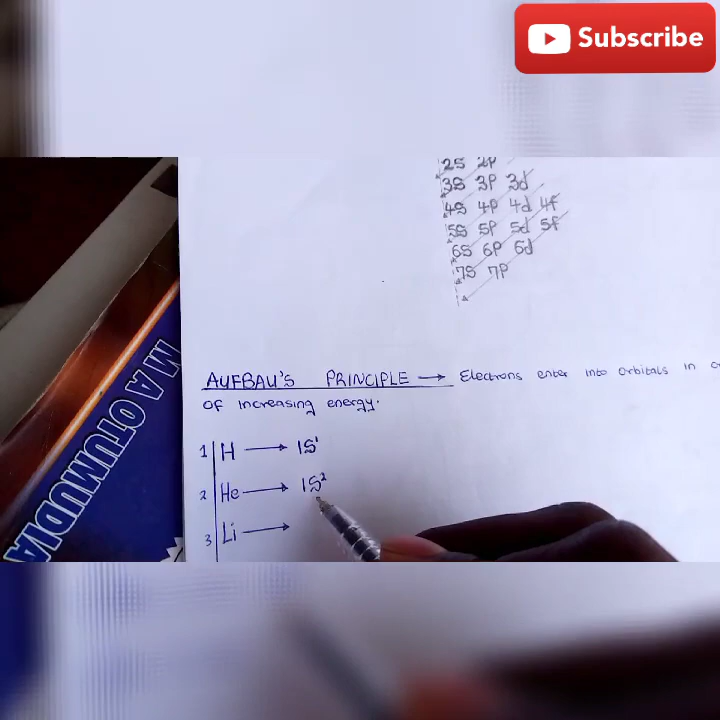 Subscribe
2S 2P
3S 3P 3d
4S 4P 4d 4f
5S 5P 5d 5f
6S 6P 6d
7S 7P
M A OTUMUDIA
AUFBAU'S PRINCIPLE → Electrons enter into orbitals in
of increasing energy.
1 H → 1S¹
2 He → 1S²
3 Li →